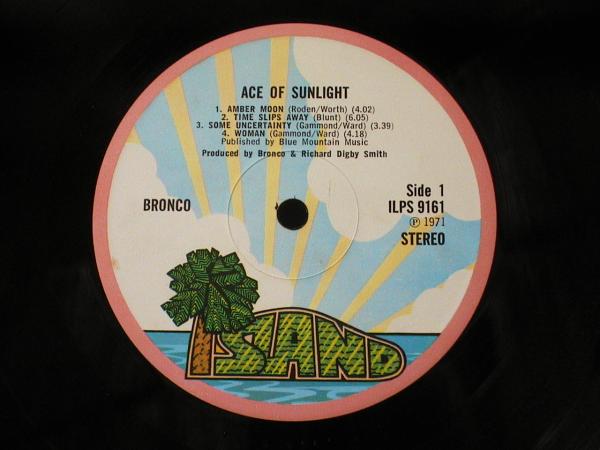 ACE OF SUNLIGHT
1. AMBER MOON (Roden/Worth) (4.02)
2. TIME SLIPS AWAY (Blunt) (6.05)
3. SOME UNCERTAINTY (Gammond/Ward) (3.39)
4. WOMAN (Gammond/Ward) (4.18)
Published by Blue Mountain Music
Produced by Bronco & Richard Digby Smith
BRONCO
Side 1
ILPS 9161
Ⓟ 1971
STEREO
ISLAND